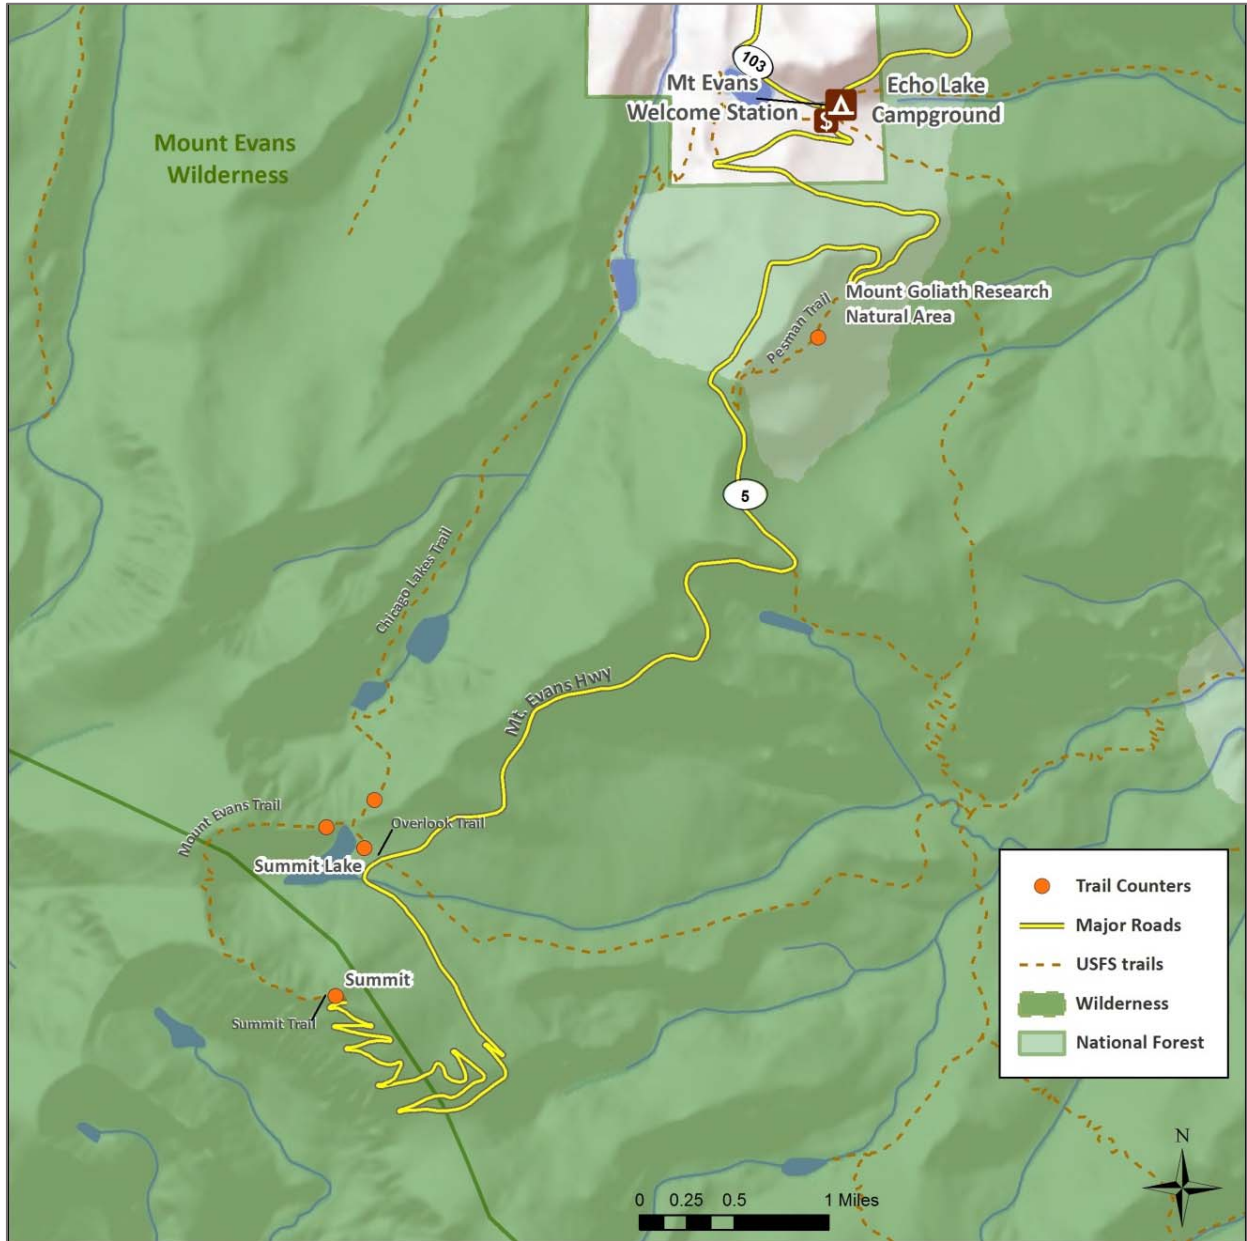 103
Mt Evans
Welcome Station
$
Echo Lake
Campground
Mount Evans
Wilderness
Mount Goliath Research
Natural Area
Pesman Trail
5
Chicago Lakes Trail
Mt. Evans Hwy
Mount Evans Trail
Overlook Trail
Summit Lake
Summit
Summit Trail
Trail Counters
Major Roads
USFS trails
Wilderness
National Forest
N
0 0.25 0.5 1 Miles